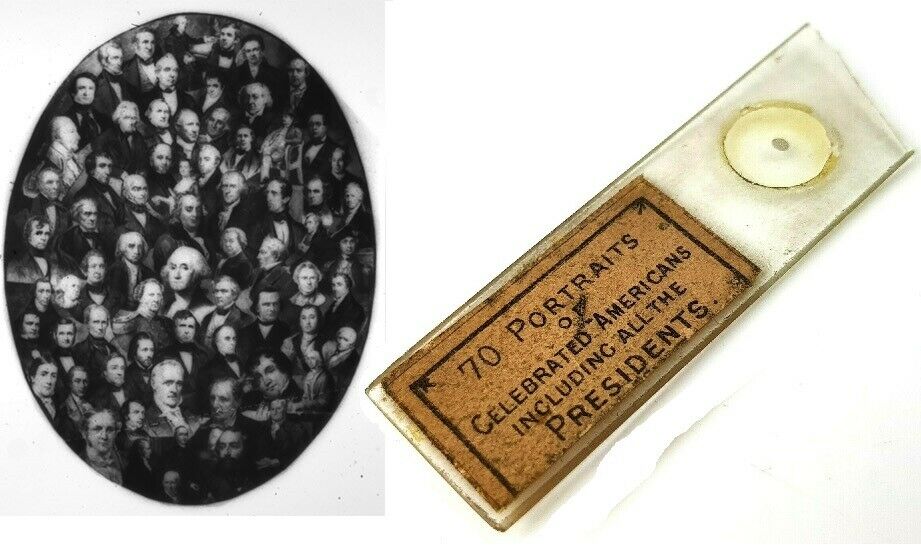 70 PORTRAITS
OF
CELEBRATED AMERICANS
INCLUDING ALL THE
PRESIDENTS.